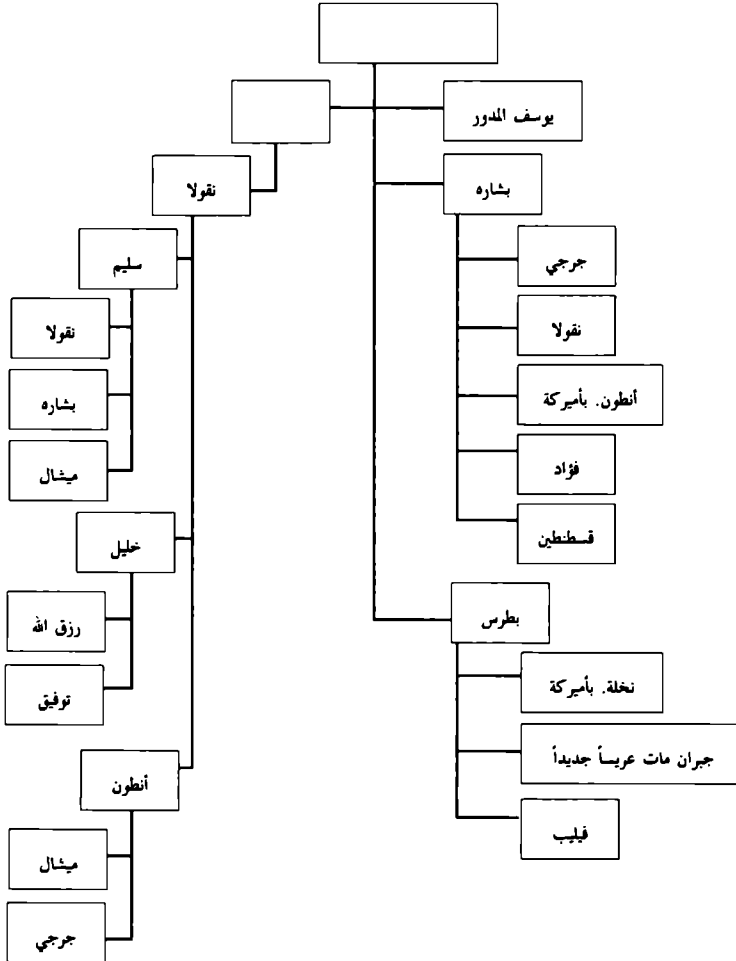 يوسف المدور
بشاره
جرجي
نقولا
أنطون. بأميركة
فؤاد
قسطنطين
بطرس
نخلة. بأميركة
جبران مات عريساً جديداً
فيليب
نقولا
سليم
نقولا
بشاره
ميشال
خليل
رزق الله
توفيق
أنطون
ميشال
جرجي